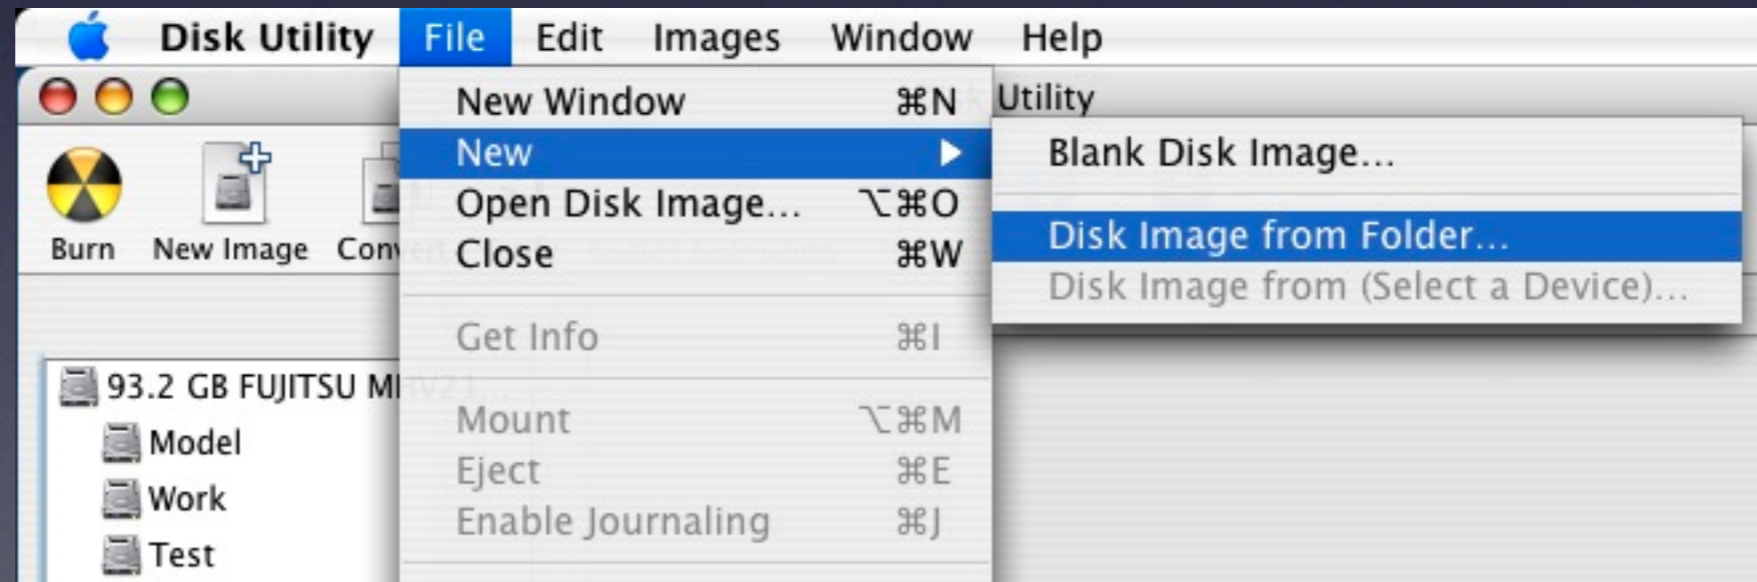 Disk Utility File Edit Images Window Help
Utility
New Window ⌘N
New ▶
Open Disk Image... ⌥⌘O
Close ⌘W
Get Info ⌘I
Mount ⌥⌘M
Eject ⌘E
Enable Journaling ⌘J
Blank Disk Image...
Disk Image from Folder...
Disk Image from (Select a Device)...
Burn New Image
93.2 GB FUJITSU
Model
Work
Test